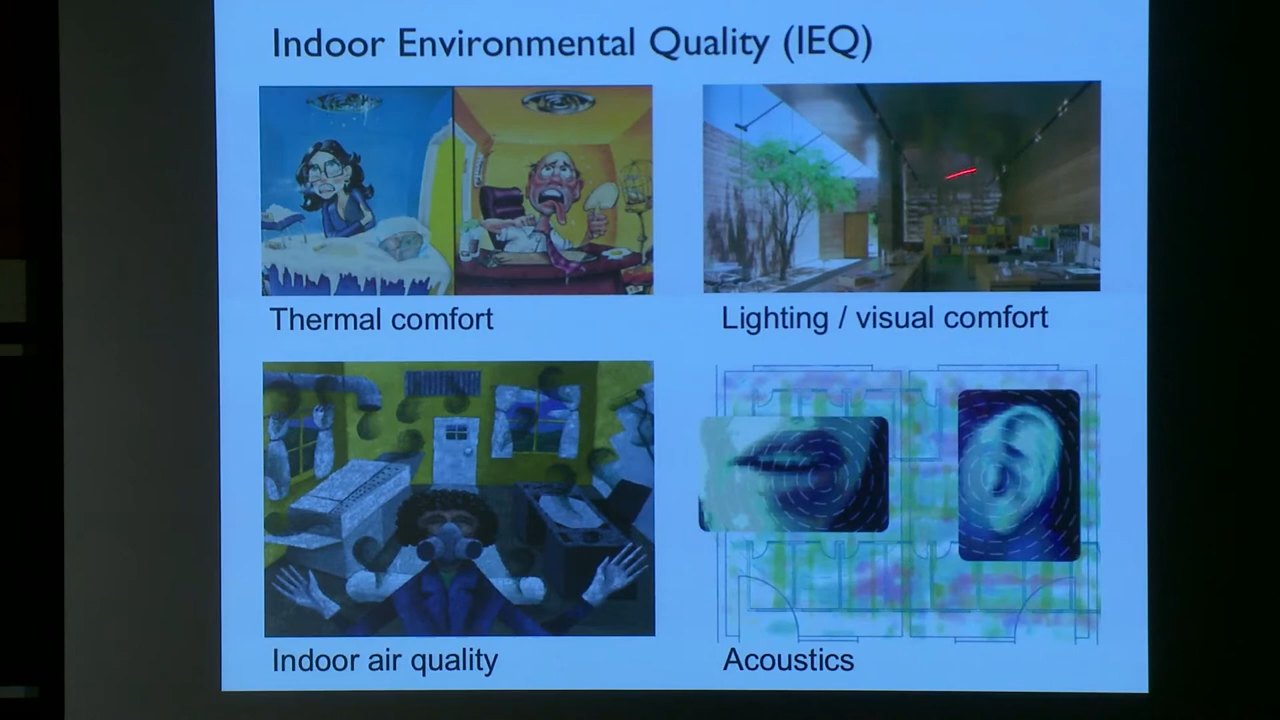 Indoor Environmental Quality (IEQ)
Thermal comfort
Lighting / visual comfort
Indoor air quality
Acoustics